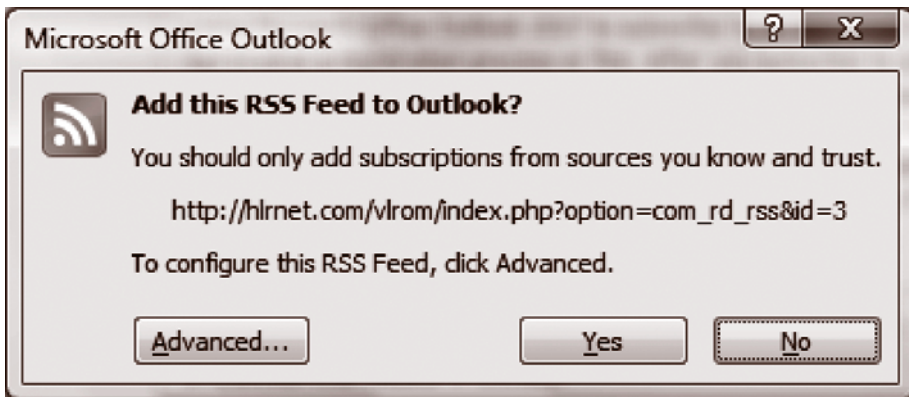 Microsoft Office Outlook
?
X
Add this RSS Feed to Outlook?
You should only add subscriptions from sources you know and trust.
http://hlrnet.com/vlrom/index.php?option=com_rd_rss&id=3
To configure this RSS Feed, click Advanced.
Advanced...
Yes
No